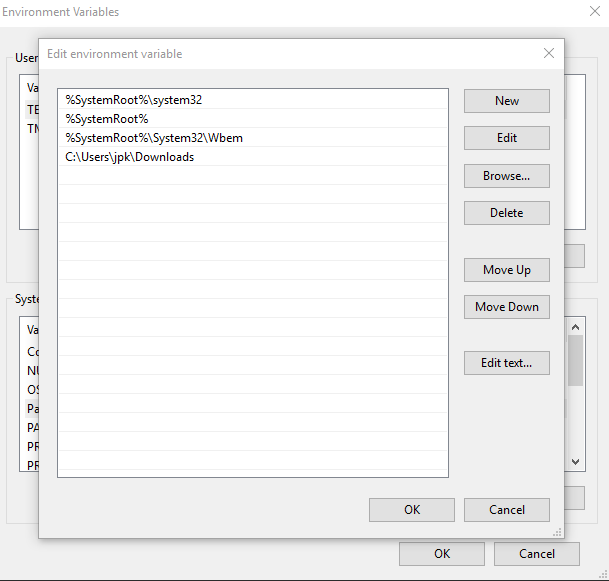 Environment Variables
Edit environment variable
User
Va
TE
TM
%SystemRoot%\system32
%SystemRoot%
%SystemRoot%\System32\Wbem
C:\Users\jpk\Downloads
New
Edit
Browse...
Delete
Move Up
Move Down
Edit text...
Syste
Va
Co
NU
OS
Pa
PA
PR
PR
OK
Cancel
OK
Cancel